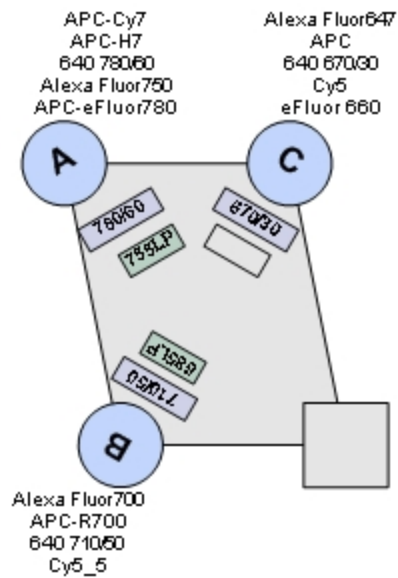 APC-Cy7
APC-H7
640 780/60
Alexa Fluor750
APC-eFluor780
Alexa Fluor647
APC
640 670/30
Cy5
eFluor 660
A
C
780/60
755LP
670/30
685LP
710/50
B
Alexa Fluor700
APC-R700
640 710/50
Cy5_5